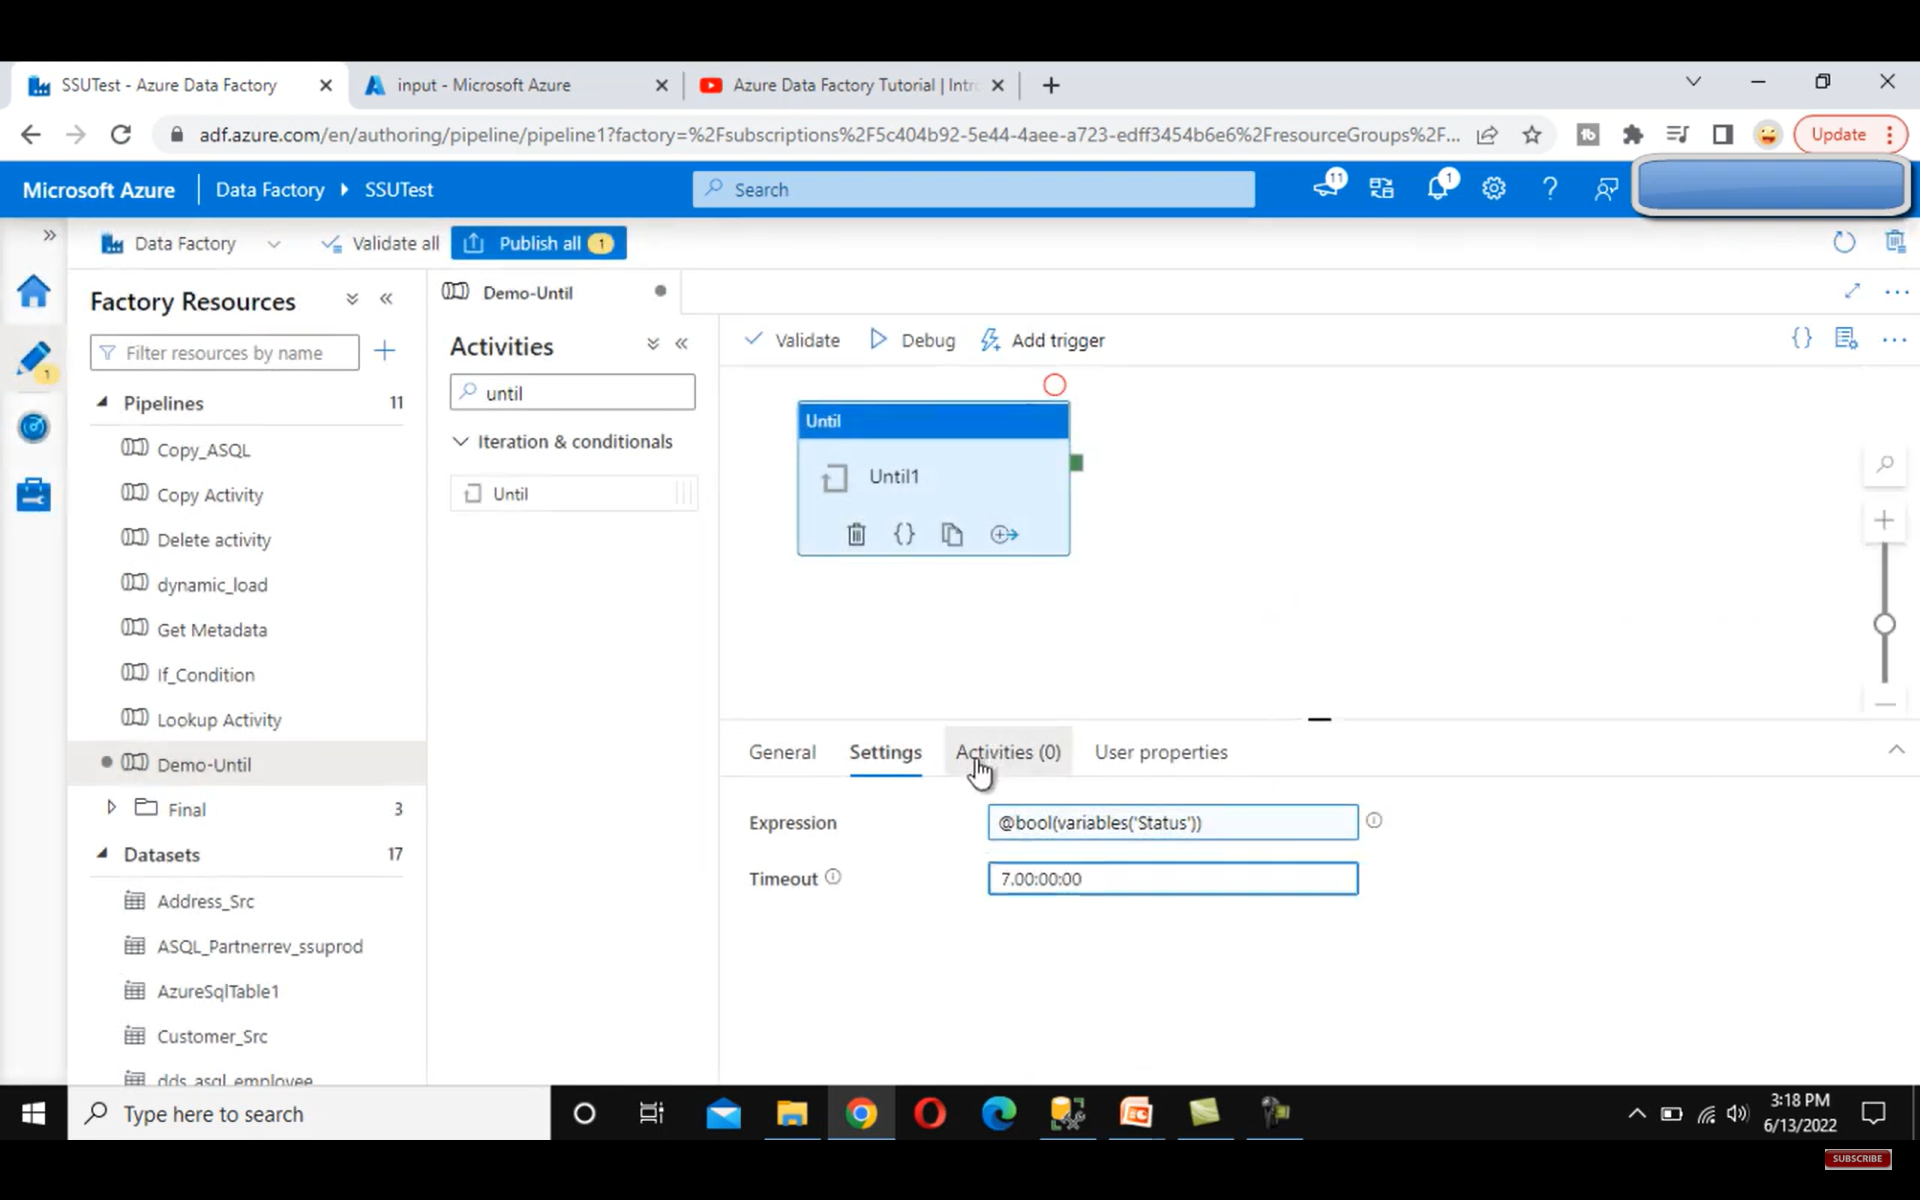 SSUTest - Azure Data Factory
input - Microsoft Azure
Azure Data Factory Tutorial | Intr
adf.azure.com/en/authoring/pipeline/pipeline1?factory=%2Fsubscriptions%2F5c404b92-5e44-4aee-a723-edff3454b6e6%2FresourceGroups%2F...
Update
Microsoft Azure
Data Factory
SSUTest
Search
11
1
Data Factory
Validate all
Publish all 1
Factory Resources
Demo-Until
Activities
Validate
Debug
Add trigger
Filter resources by name
1
until
Pipelines 11
Iteration & conditionals
Until
Copy_ASQL
Copy Activity
Delete activity
dynamic_load
Get Metadata
If_Condition
Lookup Activity
Demo-Until
Final 3
Datasets 17
Address_Src
ASQL_Partnerrev_ssuprod
AzureSqlTable1
Customer_Src
dds_asql_employee
Until
Until1
General
Settings
Activities (0)
User properties
Expression
@bool(variables('Status'))
Timeout
7.00:00:00
Type here to search
3:18 PM
6/13/2022
SUBSCRIBE